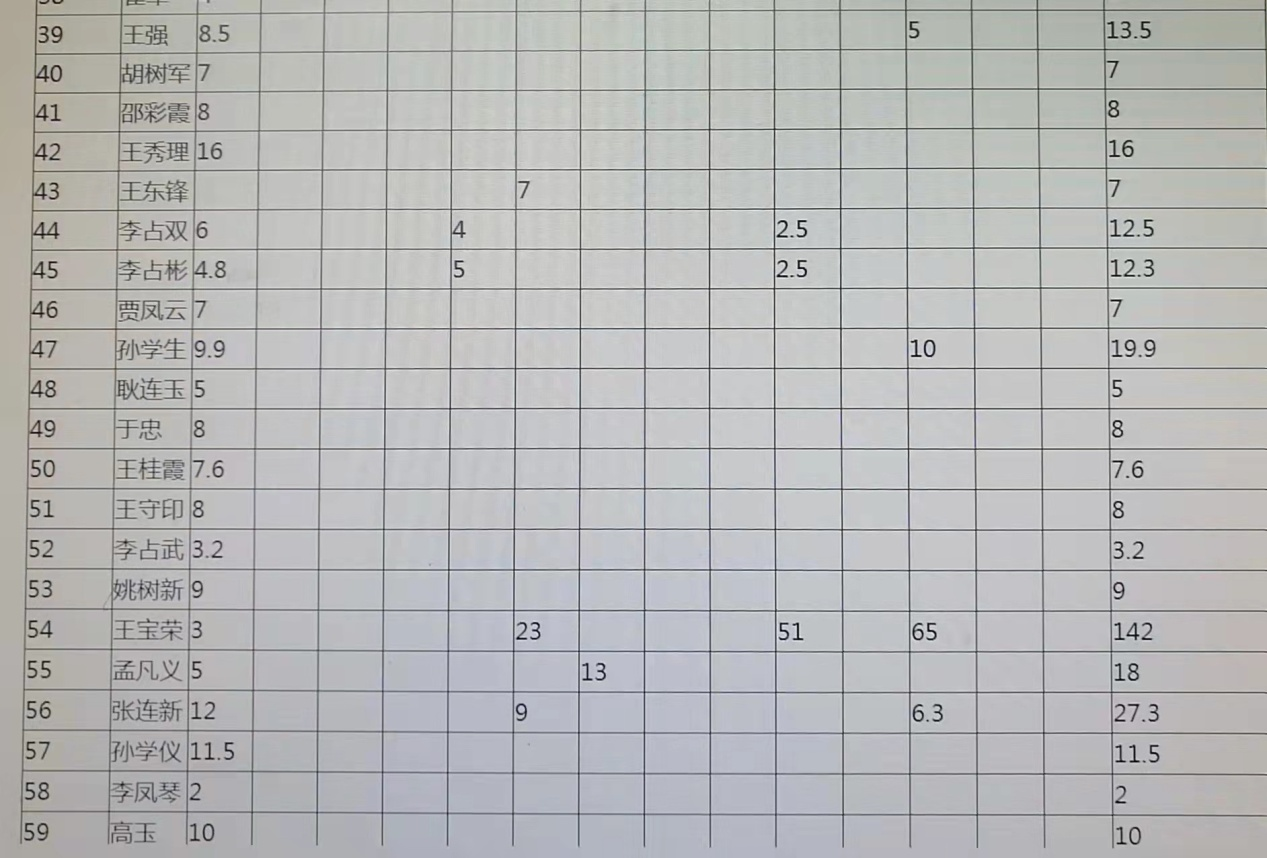 39 王强 8.5 5 13.5
40 胡树军 7 7
41 邵彩霞 8 8
42 王秀理 16 16
43 王东锋 7 7
44 李占双 6 4 2.5 12.5
45 李占彬 4.8 5 2.5 12.3
46 贾凤云 7 7
47 孙学生 9.9 10 19.9
48 耿连玉 5 5
49 于忠 8 8
50 王桂霞 7.6 7.6
51 王守印 8 8
52 李占武 3.2 3.2
53 姚树新 9 9
54 王宝荣 3 23 51 65 142
55 孟凡义 5 13 18
56 张连新 12 9 6.3 27.3
57 孙学仪 11.5 11.5
58 李凤琴 2 2
59 高玉 10 10